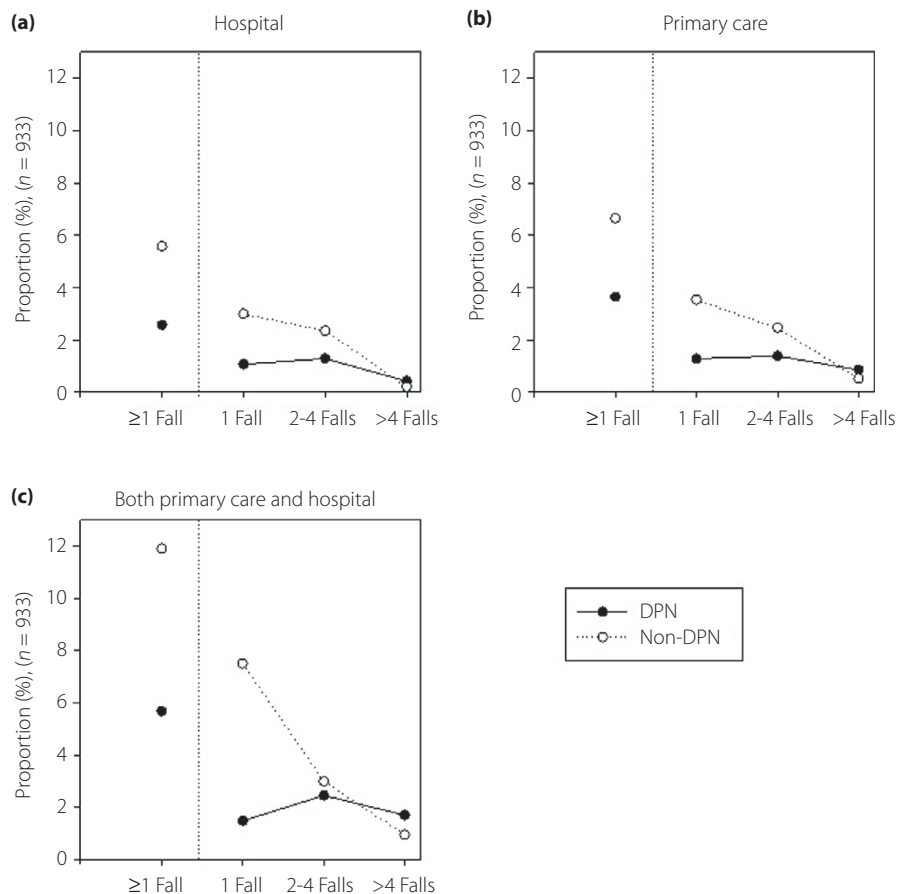 (a)
Hospital
Proportion (%), (n = 933)
12
10
8
6
4
2
0
≥1 Fall 1 Fall 2-4 Falls >4 Falls
(b)
Primary care
Proportion (%), (n = 933)
12
10
8
6
4
2
0
≥1 Fall 1 Fall 2-4 Falls >4 Falls
(c)
Both primary care and hospital
Proportion (%), (n = 933)
12
10
8
6
4
2
0
≥1 Fall 1 Fall 2-4 Falls >4 Falls
DPN
Non-DPN